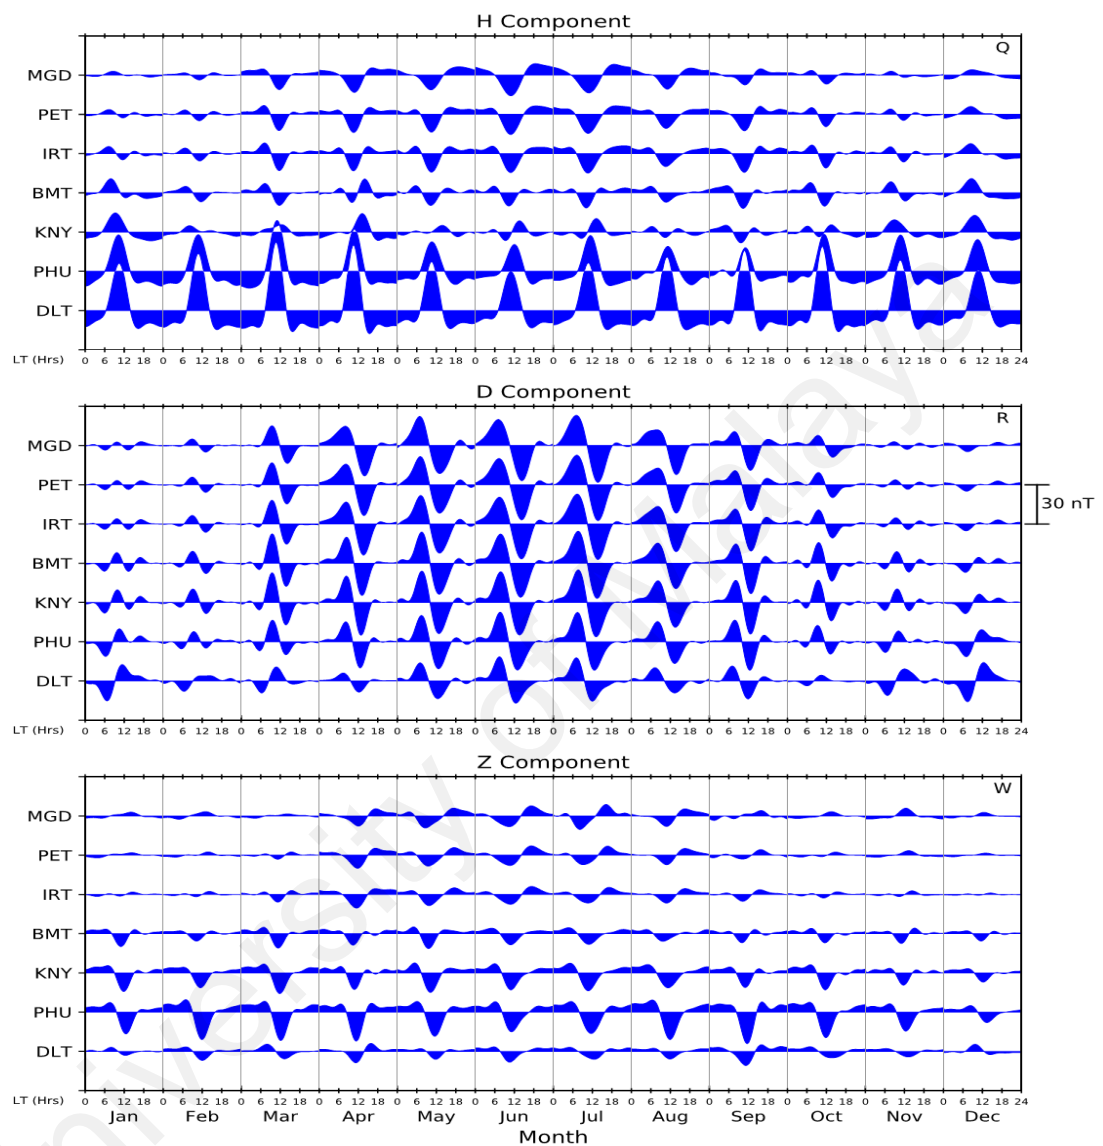 H Component
Q
MGD
PET
IRT
BMT
KNY
PHU
DLT
LT (Hrs) 0 6 12 18 0 6 12 18 0 6 12 18 0 6 12 18 0 6 12 18 0 6 12 18 0 6 12 18 0 6 12 18 0 6 12 18 0 6 12 18 0 6 12 18 0 6 12 18 24
D Component
R
MGD
PET
30 nT
IRT
BMT
KNY
PHU
DLT
LT (Hrs) 0 6 12 18 0 6 12 18 0 6 12 18 0 6 12 18 0 6 12 18 0 6 12 18 0 6 12 18 0 6 12 18 0 6 12 18 0 6 12 18 0 6 12 18 0 6 12 18 24
Z Component
W
MGD
PET
IRT
BMT
KNY
PHU
DLT
LT (Hrs) 0 6 12 18 0 6 12 18 0 6 12 18 0 6 12 18 0 6 12 18 0 6 12 18 0 6 12 18 0 6 12 18 0 6 12 18 0 6 12 18 0 6 12 18 0 6 12 18 24
Jan Feb Mar Apr May Jun Jul Aug Sep Oct Nov Dec
Month
niversity of Malaya